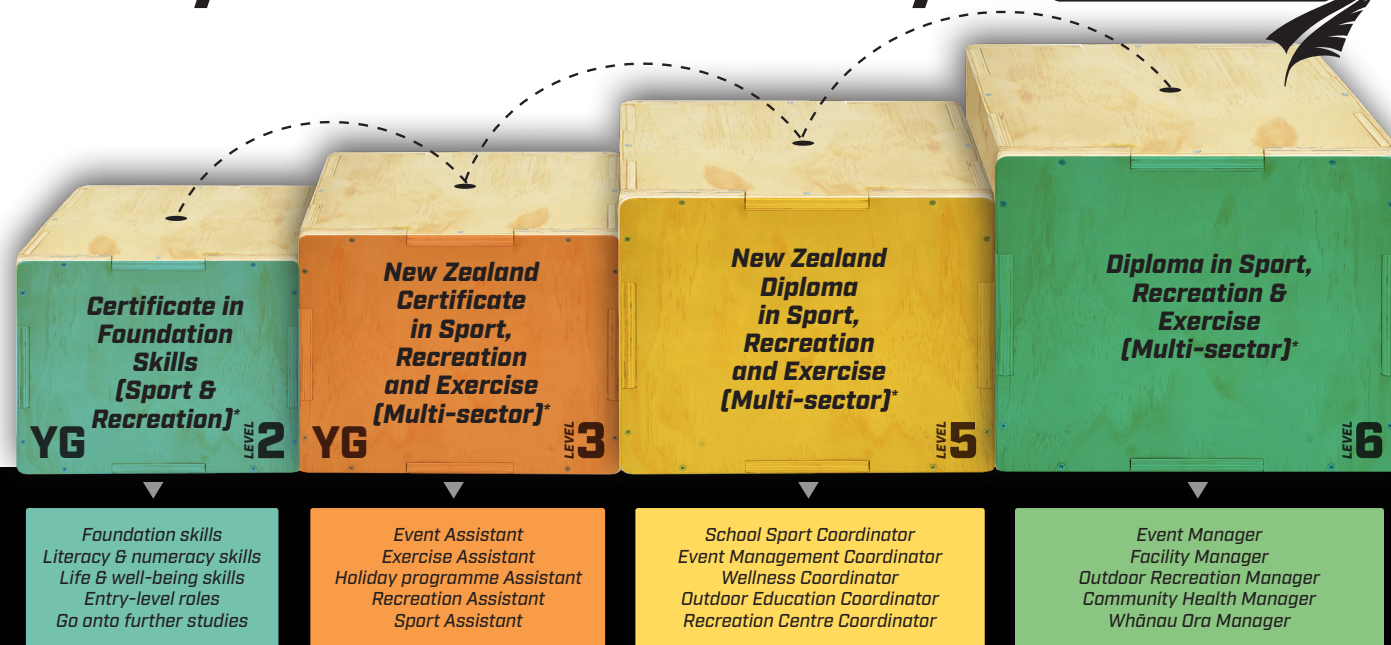 Certificate in
Foundation
Skills
(Sport &
Recreation)*
YG
LEVEL 2
New Zealand
Certificate
in Sport,
Recreation
and Exercise
(Multi-sector)*
YG
LEVEL 3
New Zealand
Diploma
in Sport,
Recreation
and Exercise
(Multi-sector)*
LEVEL 5
Diploma in Sport,
Recreation &
Exercise
(Multi-sector)*
LEVEL 6
Foundation skills
Literacy & numeracy skills
Life & well-being skills
Entry-level roles
Go onto further studies
Event Assistant
Exercise Assistant
Holiday programme Assistant
Recreation Assistant
Sport Assistant
School Sport Coordinator
Event Management Coordinator
Wellness Coordinator
Outdoor Education Coordinator
Recreation Centre Coordinator
Event Manager
Facility Manager
Outdoor Recreation Manager
Community Health Manager
Whānau Ora Manager